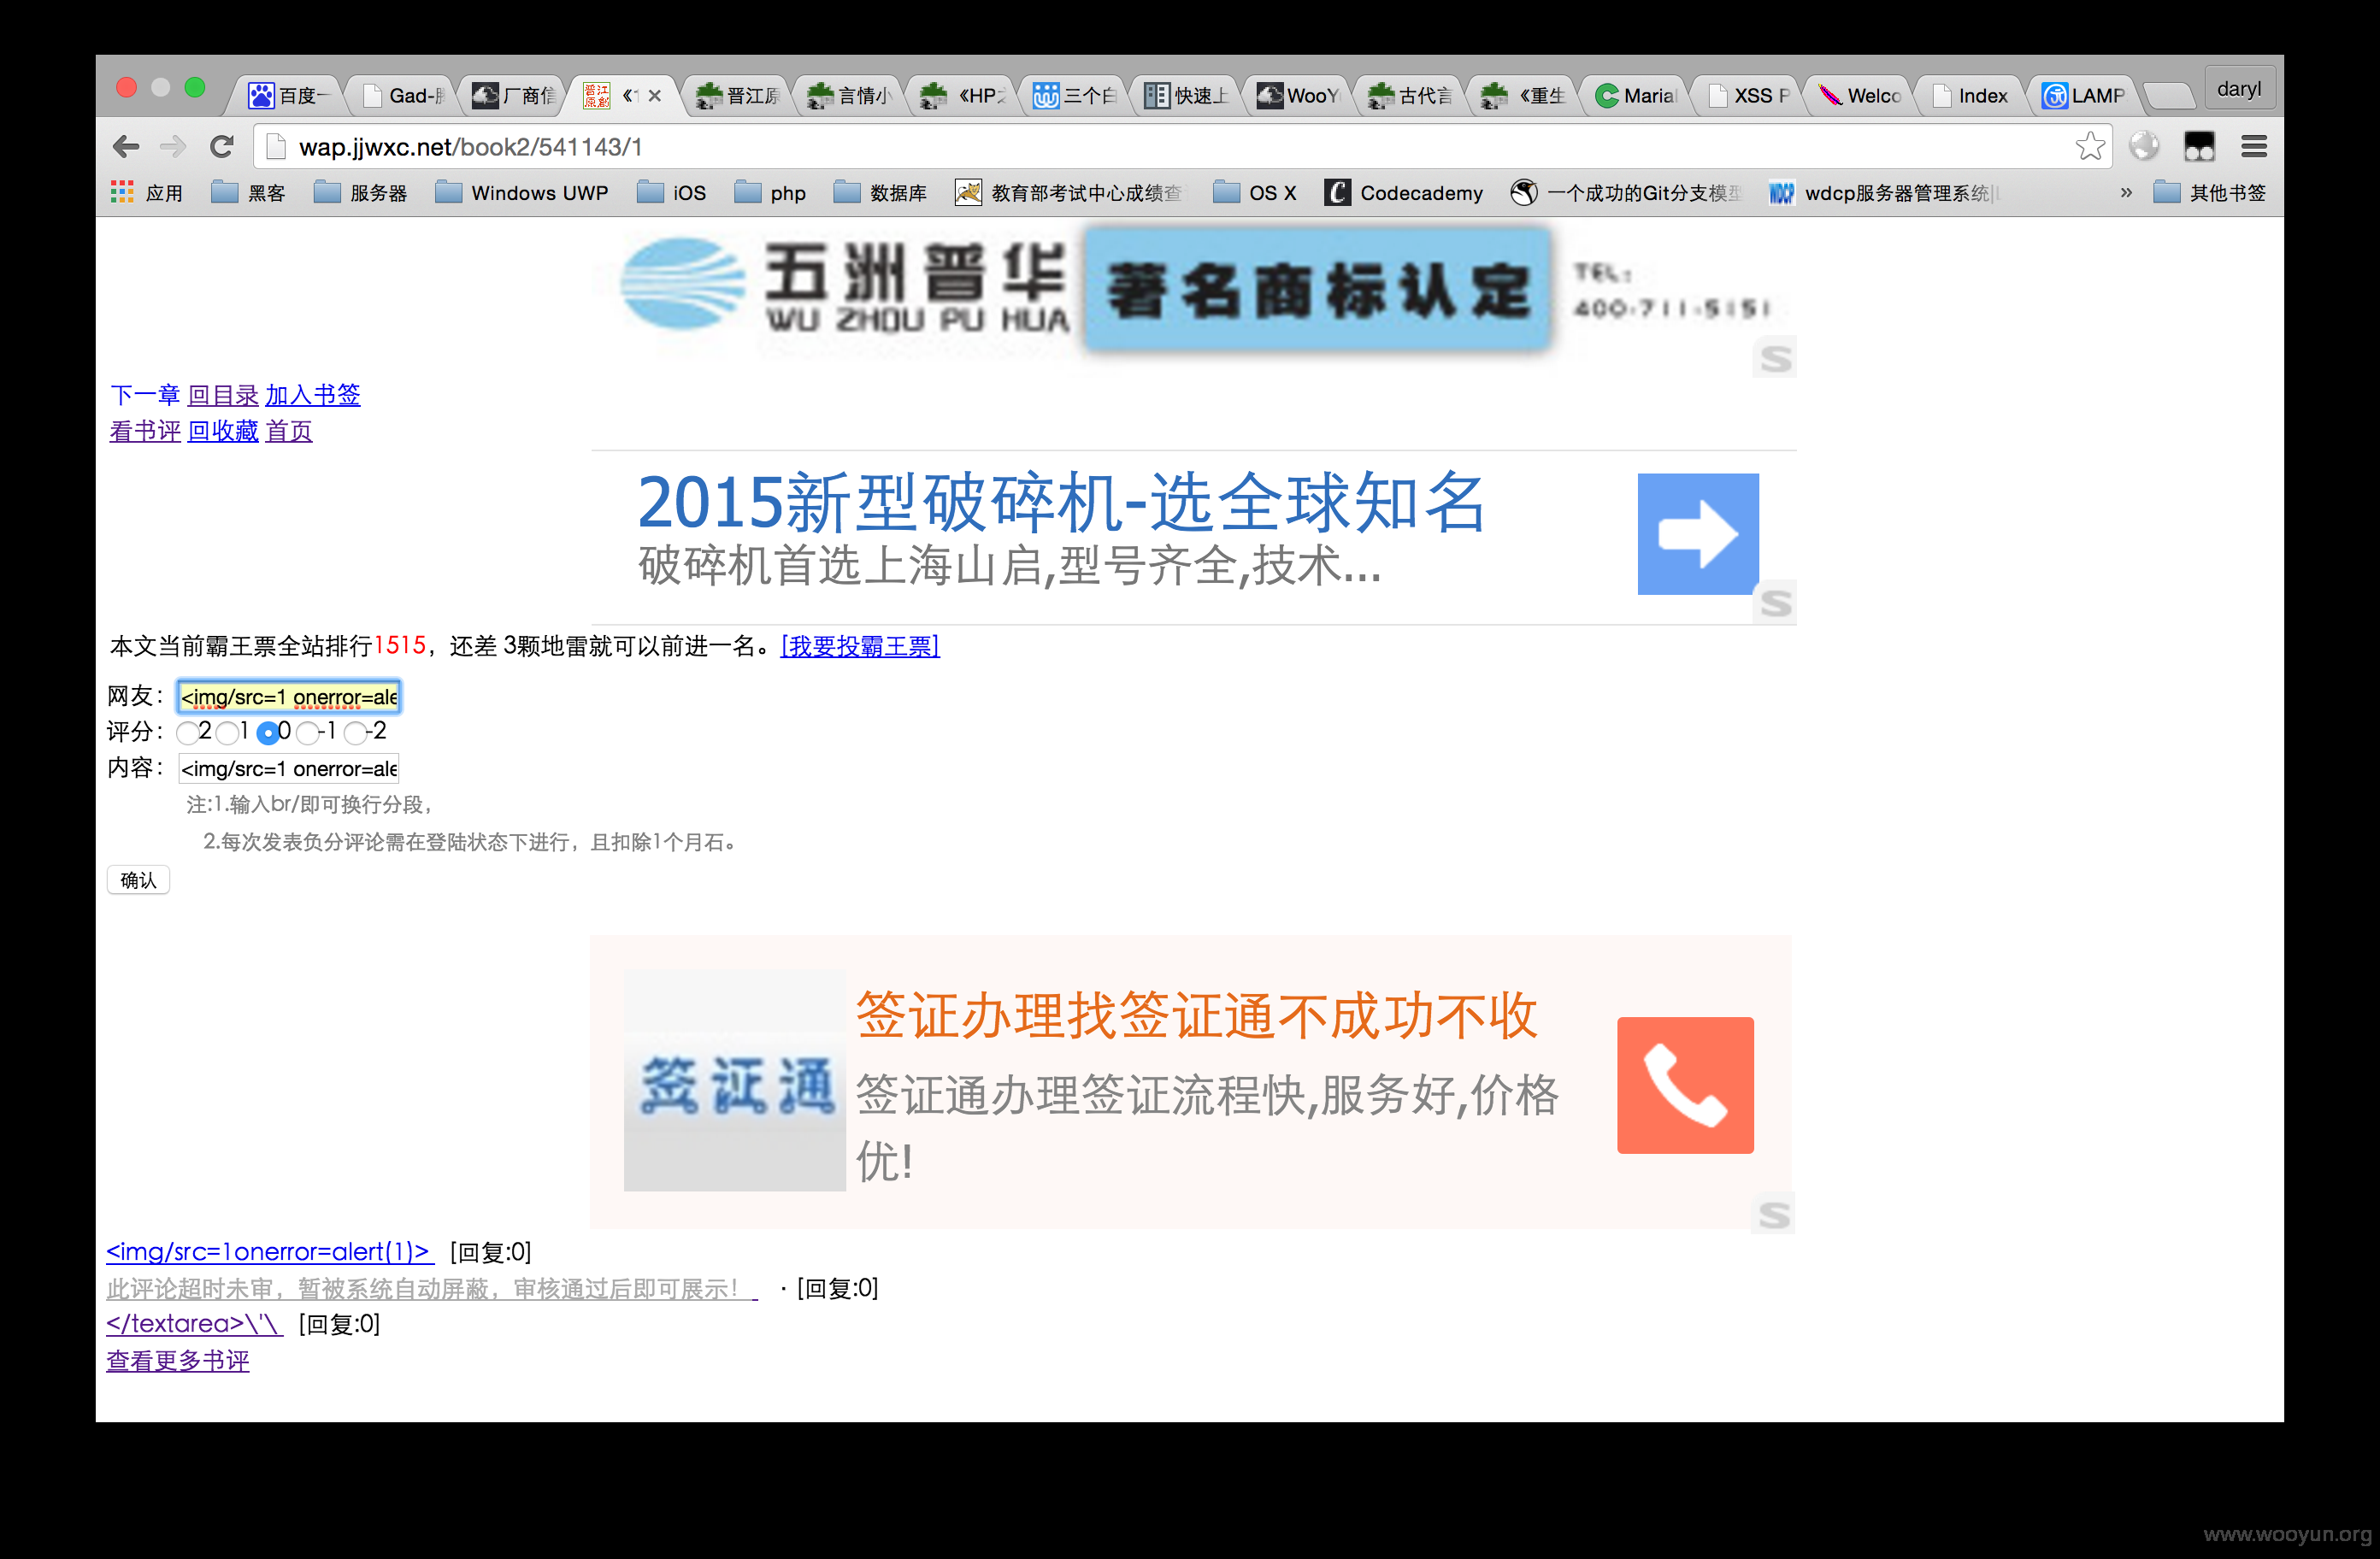 百度一 Gad-腾 厂商信 《1 晋江原 言情小 《HP之 三个白 快速上 WooY 古代言 《重生 Maria XSS P Welco Index LAMP daryl
wap.jjwxc.net/book2/541143/1
应用 黑客 服务器 Windows UWP iOS php 数据库 教育部考试中心成绩查 OS X Codecademy 一个成功的Git分支模型 wdcp服务器管理系统|L » 其他书签
五洲普华 著名商标认定 TEL:
WU ZHOU PU HUA 400-711-5151
下一章 回目录 加入书签
看书评 回收藏 首页
2015新型破碎机-选全球知名
破碎机首选上海山启,型号齐全,技术...
本文当前霸王票全站排行1515，还差 3颗地雷就可以前进一名。[我要投霸王票]
网友： <img/src=1 onerror=ale
评分： 2 1 0 -1 -2
内容： <img/src=1 onerror=ale
注:1.输入br/即可换行分段，
2.每次发表负分评论需在登陆状态下进行，且扣除1个月石。
确认
签证通
签证办理找签证通不成功不收
签证通办理签证流程快,服务好,价格
优!
<img/src=1onerror=alert(1)> [回复:0]
此评论超时未审，暂被系统自动屏蔽，审核通过后即可展示！ · [回复:0]
</textarea>\'\ [回复:0]
查看更多书评
www.wooyun.org